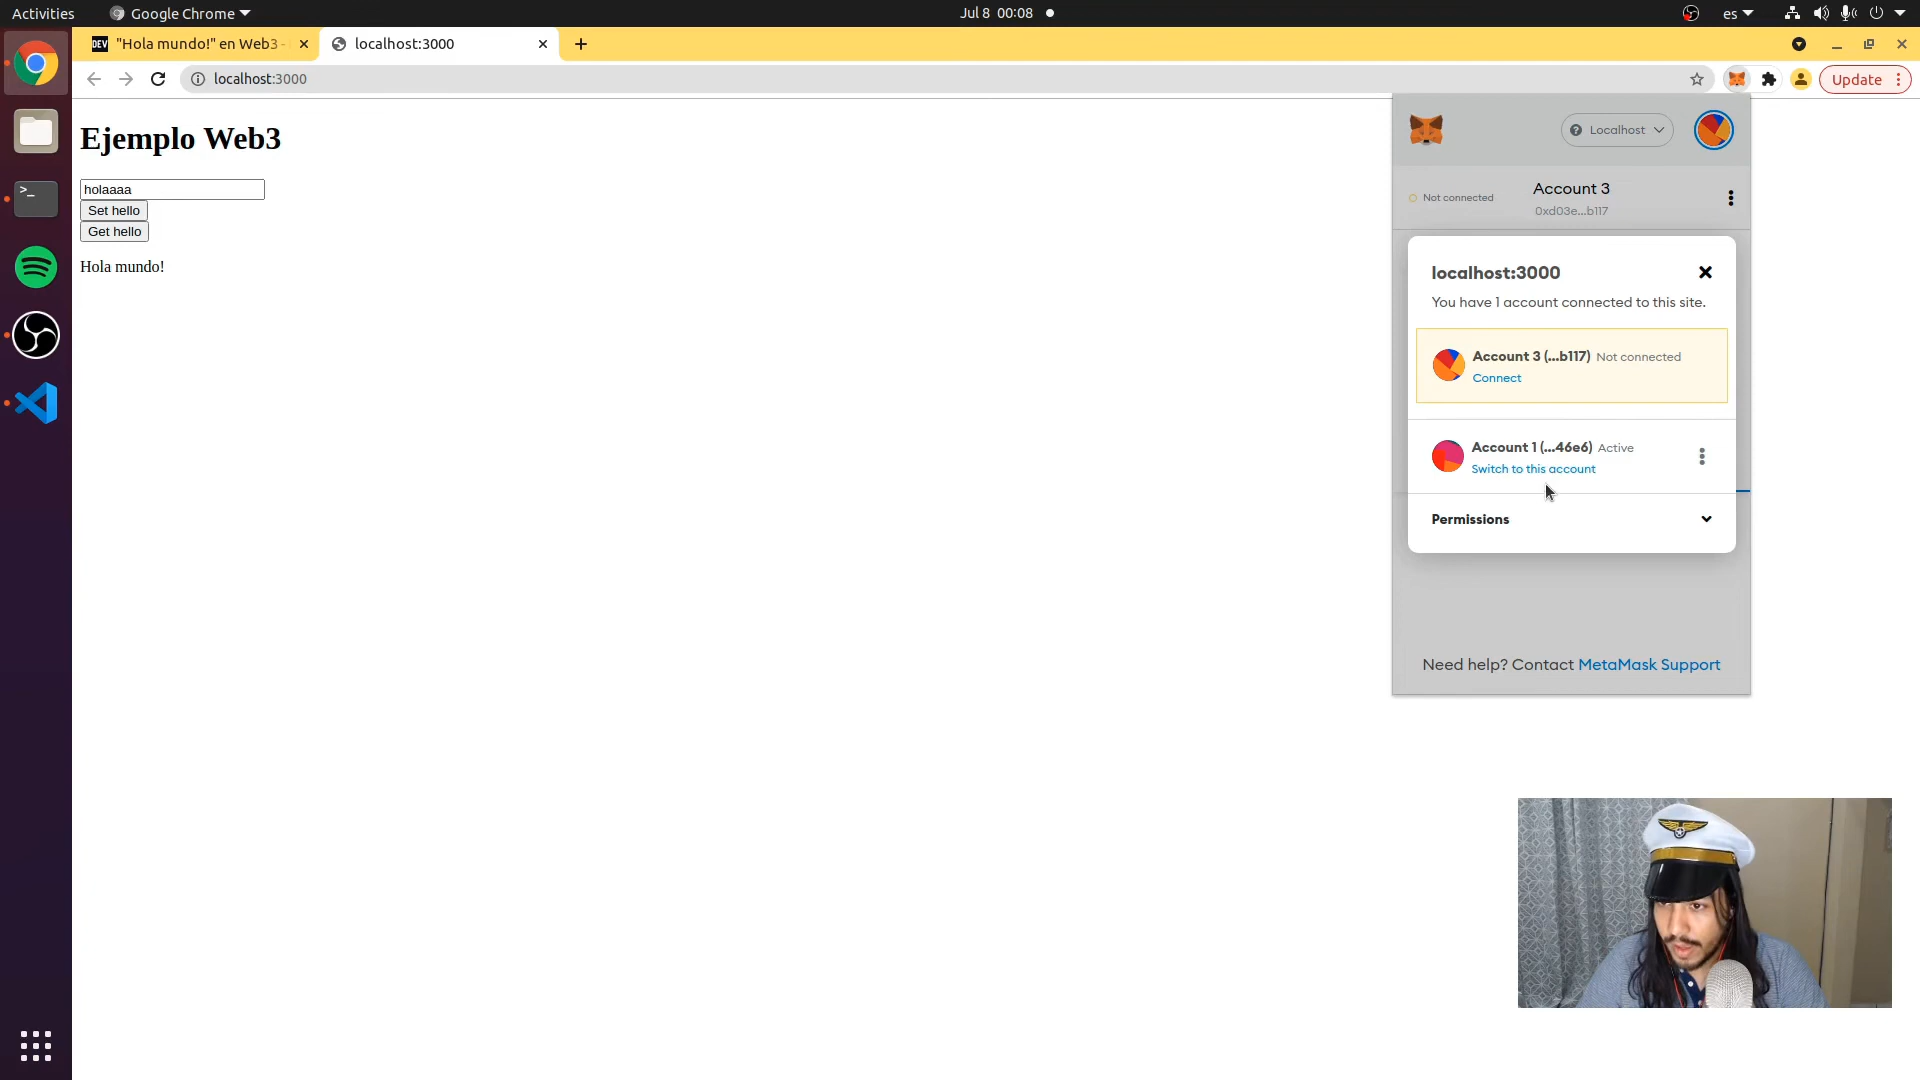 Activities
Google Chrome
Jul 8 00:08
es
DEV
"Hola mundo!" en Web3 -
localhost:3000
localhost:3000
Update
Ejemplo Web3
holaaaa
Set hello
Get hello
Hola mundo!
Localhost
Not connected
Account 3
0xd03e...b117
localhost:3000
You have 1 account connected to this site.
Account 3 (...b117) Not connected
Connect
Account 1 (...46e6) Active
Switch to this account
Permissions
Need help? Contact MetaMask Support